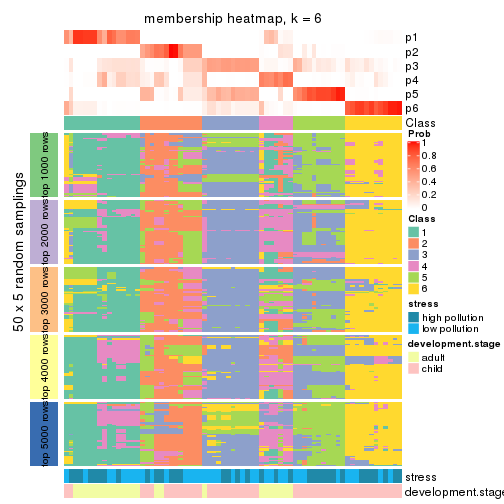 membership heatmap, k = 6
p1
p2
p3
p4
p5
p6
Class
50 x 5 random samplings
top 1000 rows
top 2000 rows
top 3000 rows
top 4000 rows
top 5000 rows
stress
development.stage
Prob
1
0.8
0.6
0.4
0.2
0
Class
1
2
3
4
5
6
stress
high pollution
low pollution
development.stage
adult
child